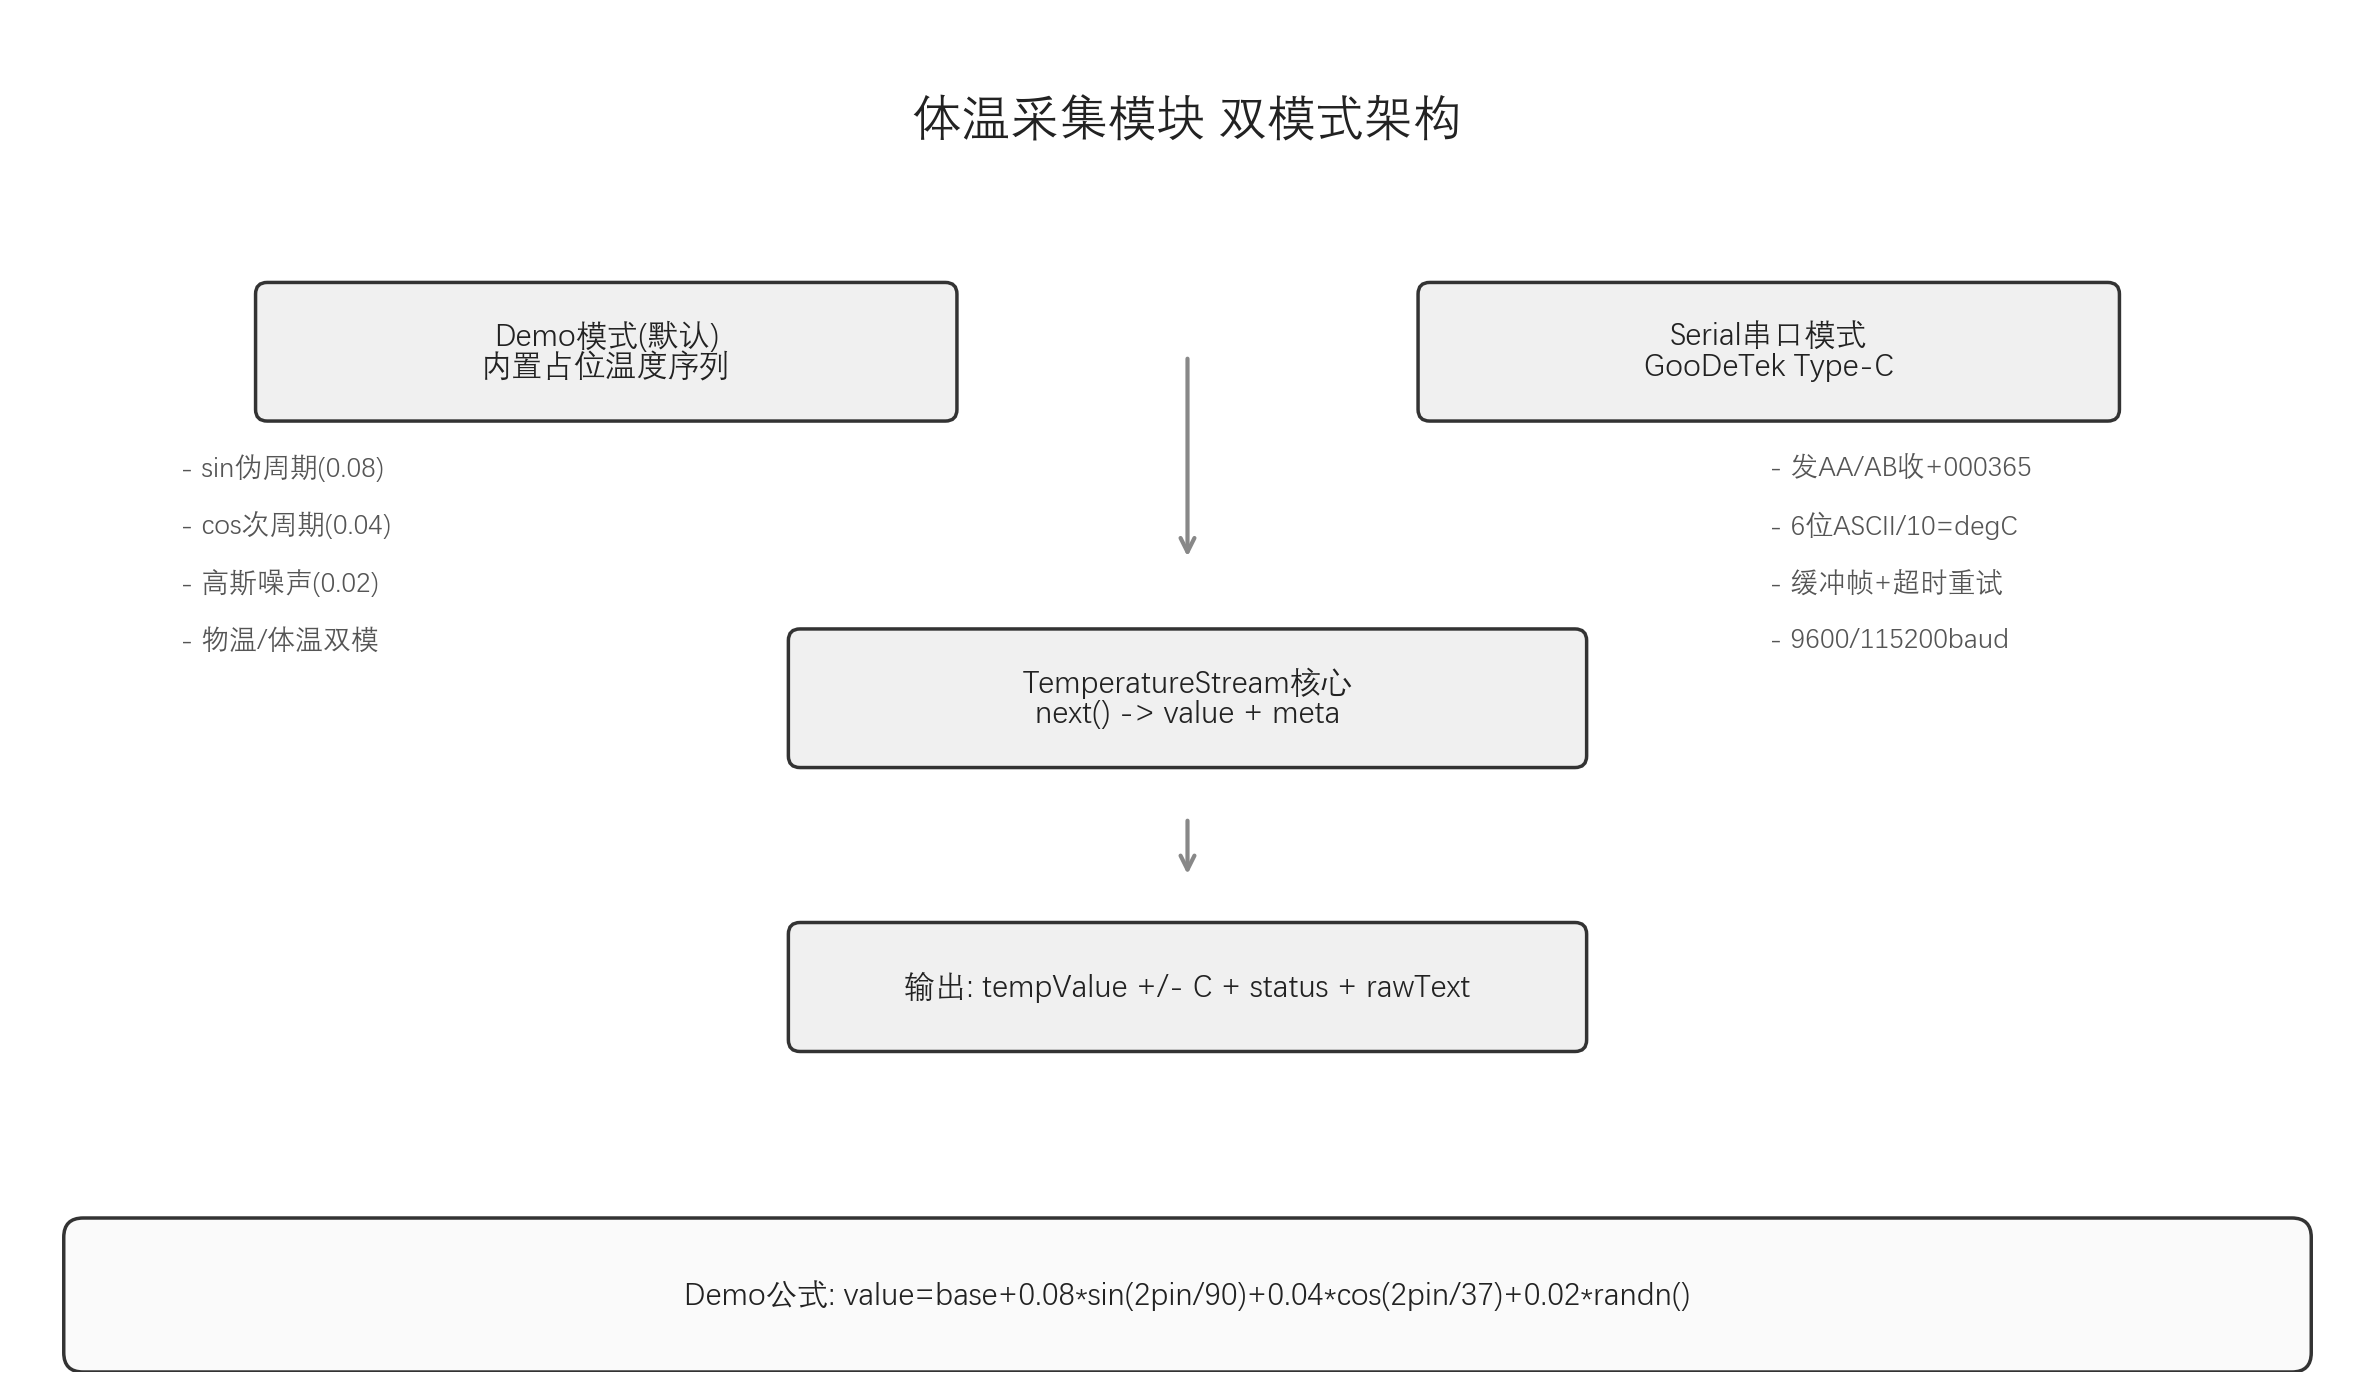 体温采集模块 双模式架构
Demo模式(默认)
内置占位温度序列
- sin伪周期(0.08)
- cos次周期(0.04)
- 高斯噪声(0.02)
- 物温/体温双模
Serial串口模式
GooDeTek Type-C
- 发AA/AB收+000365
- 6位ASCII/10=degC
- 缓冲帧+超时重试
- 9600/115200baud
TemperatureStream核心
next() -> value + meta
输出: tempValue +/- C + status + rawText
Demo公式: value=base+0.08*sin(2pin/90)+0.04*cos(2pin/37)+0.02*randn()